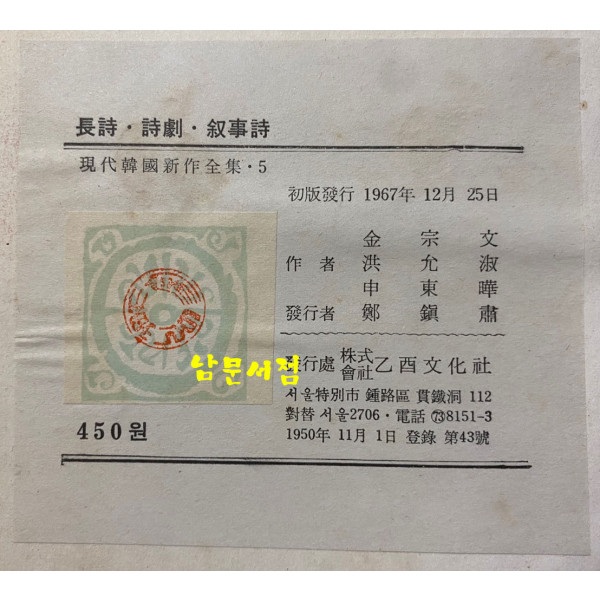 長詩・詩劇・叙事詩
現代韓國新作全集・5
初版發行 1967年 12月 25日
金宗文
作者 洪允淑
申東曄
發行者 鄭鎭肅
發行處 株式會社 乙酉文化社
서울特別市 鍾路區 貫鐵洞 112
對替 서울2706・電話 73 8151-3
1950年 11月 1日 登錄 第43號
450원
남문서점